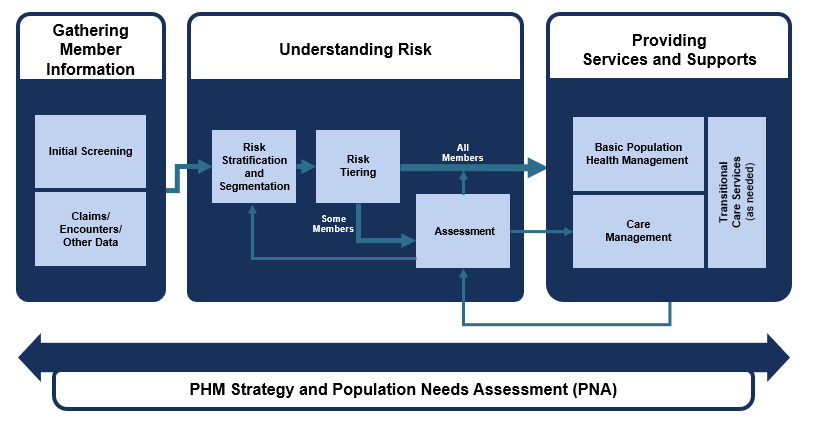 Gathering
Member
Information
Understanding Risk
Providing
Services and Supports
Initial Screening
Claims/
Encounters/
Other Data
Risk
Stratification
and
Segmentation
Risk
Tiering
All
Members
Some
Members
Assessment
Basic Population
Health Management
Care
Management
Transitional
Care Services
(as needed)
PHM Strategy and Population Needs Assessment (PNA)